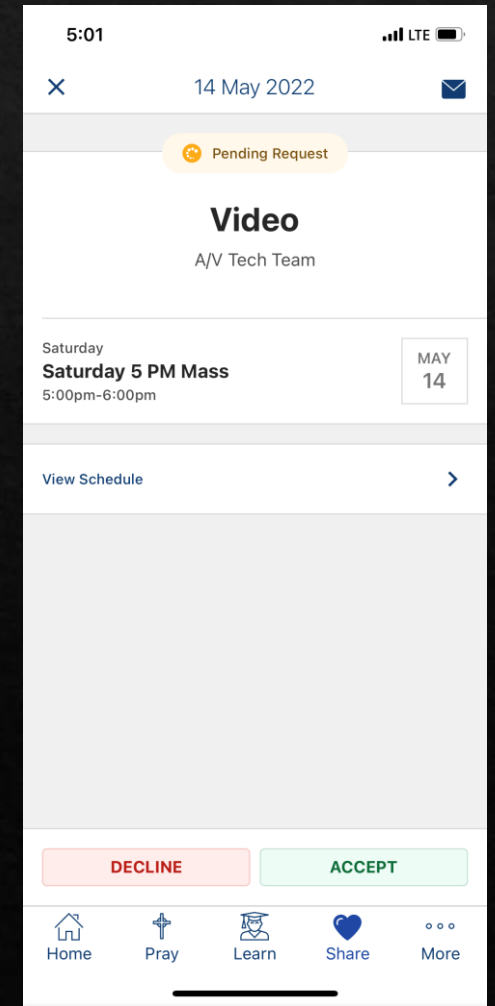 5:01 LTE
14 May 2022
Pending Request
Video
A/V Tech Team
Saturday
Saturday 5 PM Mass
5:00pm-6:00pm
MAY
14
View Schedule
DECLINE ACCEPT
Home Pray Learn Share More